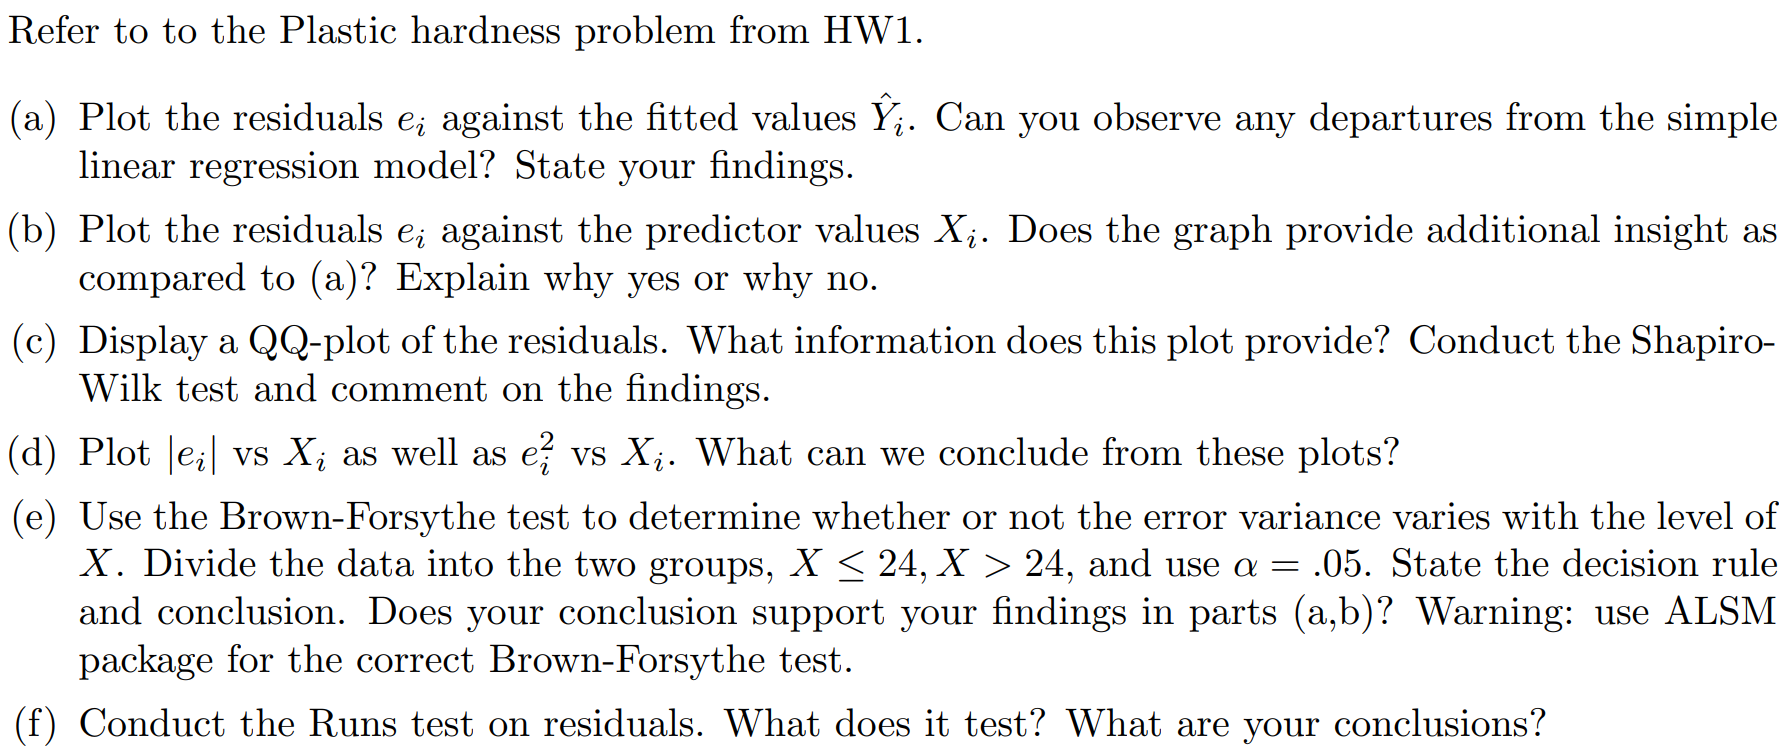 Refer to to the Plastic hardness problem from HW1.
(a) Plot the residuals $e_i$ against the fitted values $\hat{Y}_i$. Can you observe any departures from the simple
linear regression model? State your findings.
(b) Plot the residuals $e_i$ against the predictor values $X_i$. Does the graph provide additional insight as
compared to (a)? Explain why yes or why no.
(c) Display a QQ-plot of the residuals. What information does this plot provide? Conduct the Shapiro-
Wilk test and comment on the findings.
(d) Plot $|e_i|$ vs $X_i$ as well as $e_i^2$ vs $X_i$. What can we conclude from these plots?
(e) Use the Brown-Forsythe test to determine whether or not the error variance varies with the level of
$X$. Divide the data into the two groups, $X \leq 24, X > 24$, and use $\alpha = .05$. State the decision rule
and conclusion. Does your conclusion support your findings in parts (a,b)? Warning: use ALSM
package for the correct Brown-Forsythe test.
(f) Conduct the Runs test on residuals. What does it test? What are your conclusions?